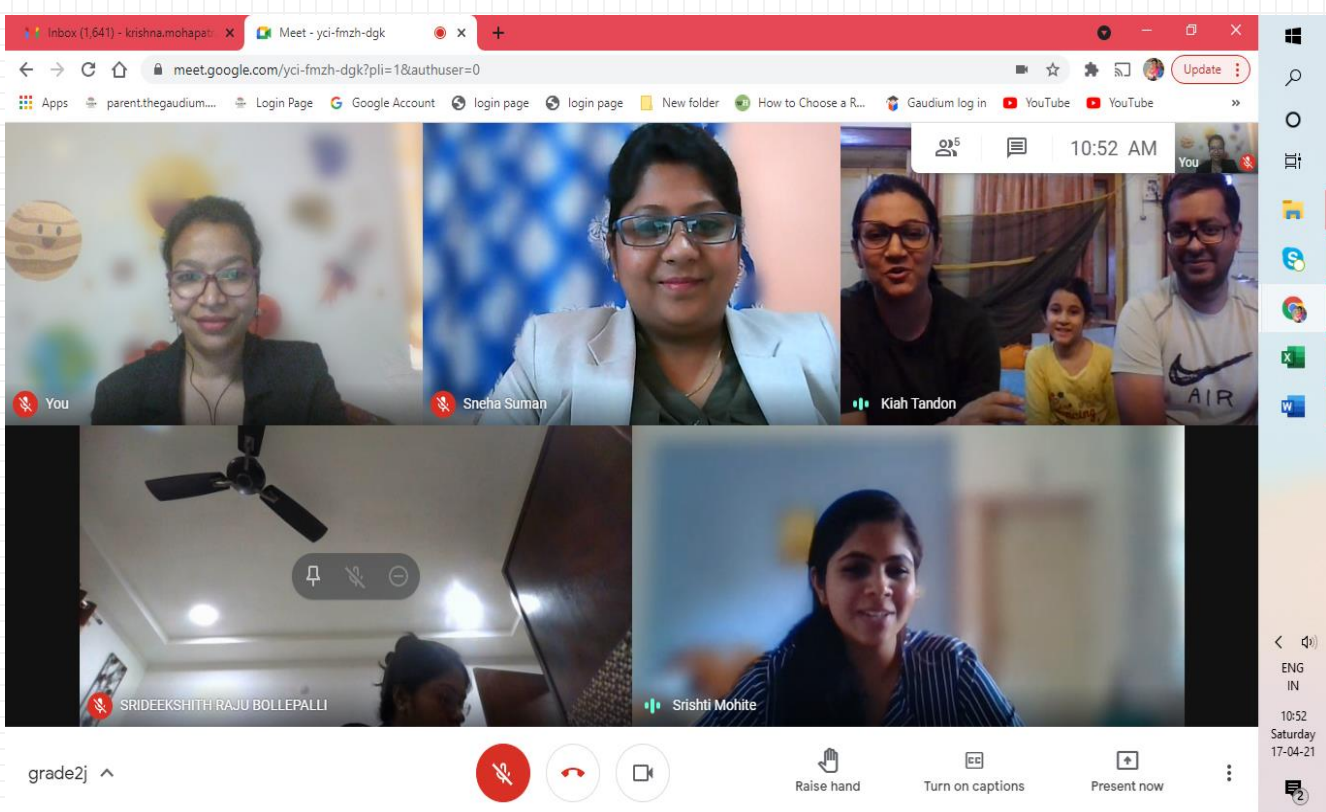 Inbox (1,641) - krishna.mohapati
Meet - yci-fmzh-dgk
meet.google.com/yci-fmzh-dgk?pli=1&authuser=0
Update
Apps
parent.thegaudium....
Login Page
Google Account
login page
login page
New folder
How to Choose a R...
Gaudium log in
YouTube
YouTube
»
5
10:52 AM
You
You
Sneha Suman
Kiah Tandon
AIR
SRIDEEKSHITH RAJU BOLLEPALLI
Srishti Mohite
grade2j
Raise hand
CC
Turn on captions
Present now
ENG
IN
10:52
Saturday
17-04-21
2